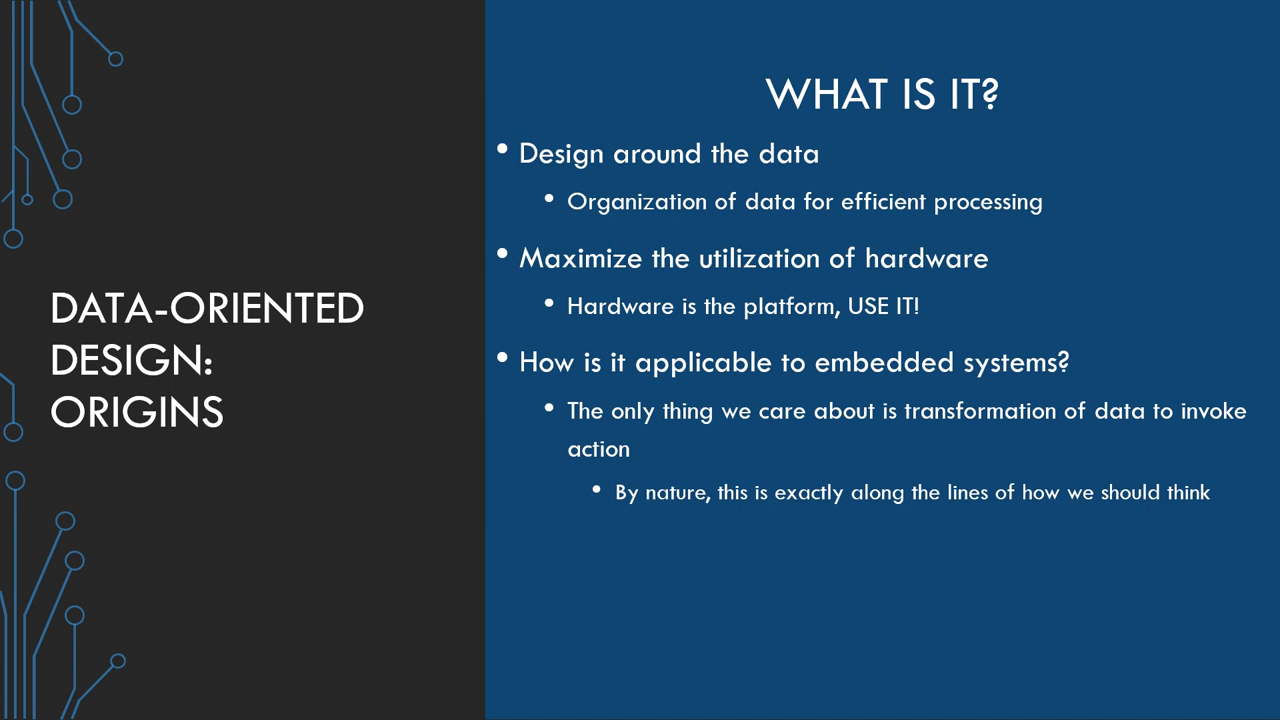 DATA-ORIENTED
DESIGN:
ORIGINS
WHAT IS IT?
• Design around the data
• Organization of data for efficient processing
• Maximize the utilization of hardware
• Hardware is the platform, USE IT!
• How is it applicable to embedded systems?
• The only thing we care about is transformation of data to invoke
action
• By nature, this is exactly along the lines of how we should think